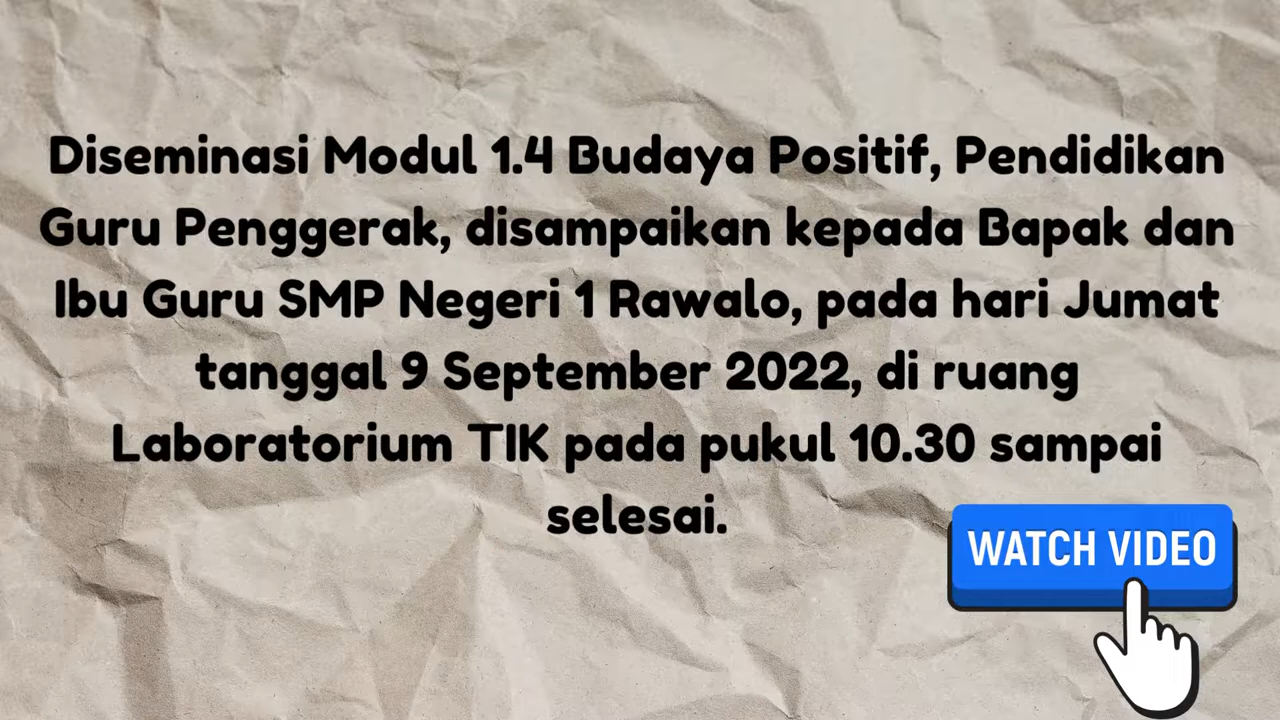 Diseminasi Modul 1.4 Budaya Positif, Pendidikan
Guru Penggerak, disampaikan kepada Bapak dan
Ibu Guru SMP Negeri 1 Rawalo, pada hari Jumat
tanggal 9 September 2022, di ruang
Laboratorium TIK pada pukul 10.30 sampai
selesai.
WATCH VIDEO